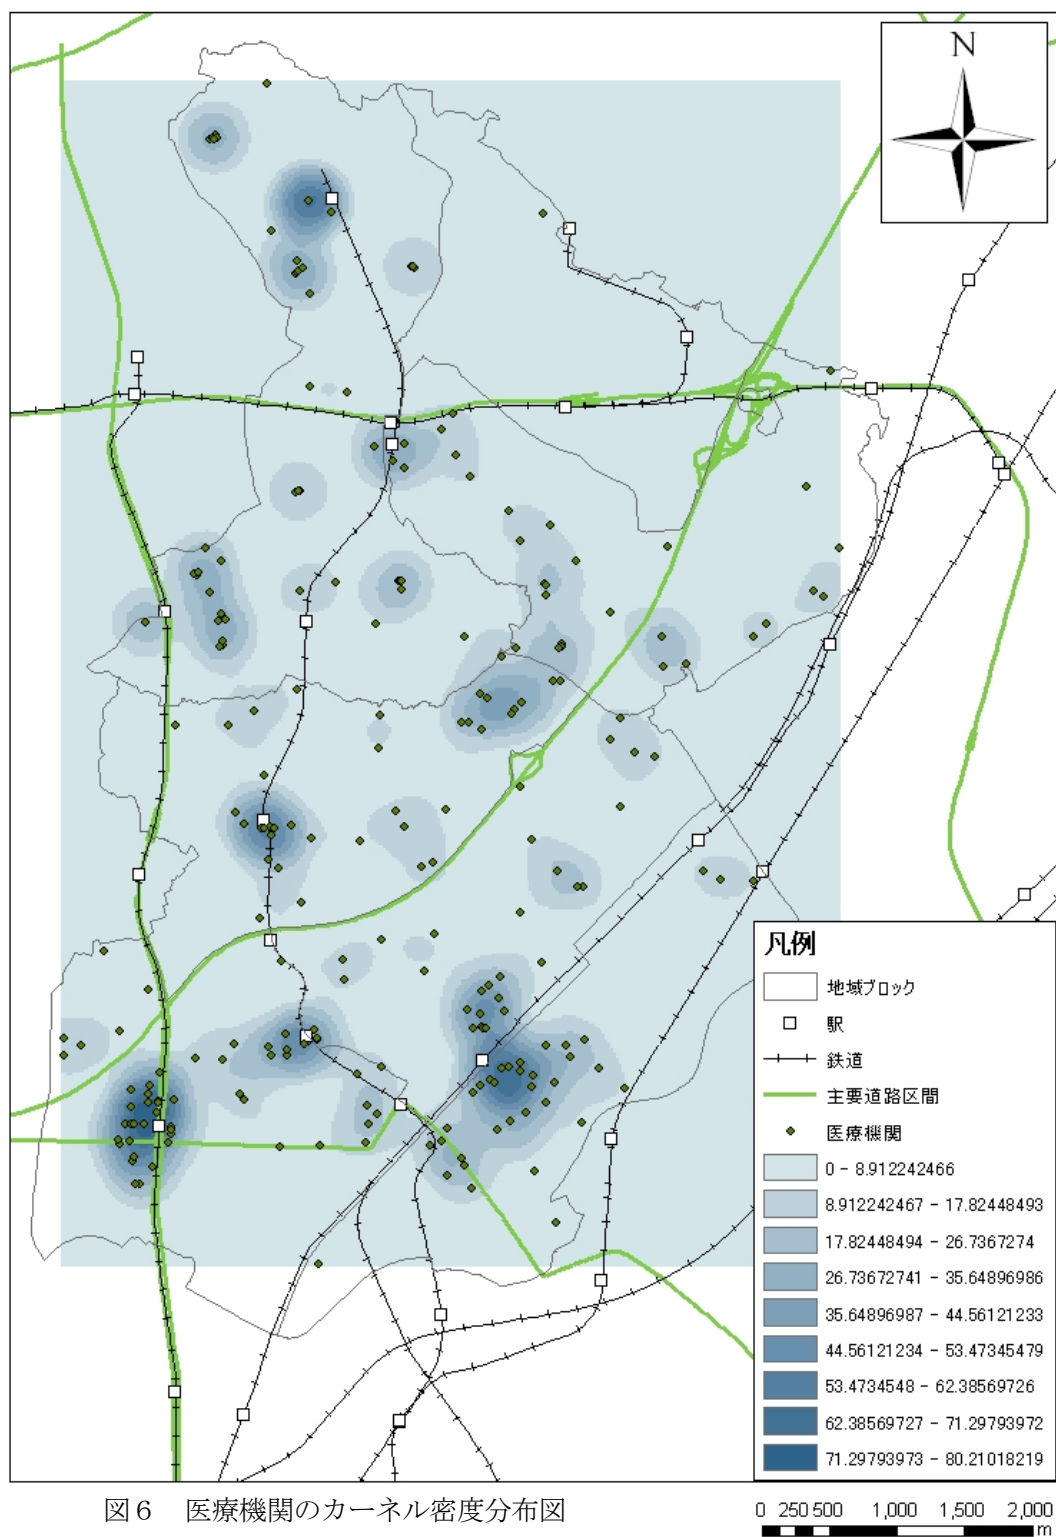 N
凡例
地域ブロック
駅
鉄道
主要道路区間
医療機関
0 - 8.912242466
8.912242467 - 17.82448493
17.82448494 - 26.7367274
26.73672741 - 35.64896986
35.64896987 - 44.56121233
44.56121234 - 53.47345479
53.4734548 - 62.38569726
62.38569727 - 71.29793972
71.29793973 - 80.21018219
図6 医療機関のカーネル密度分布図
0 250 500 1,000 1,500 2,000
m